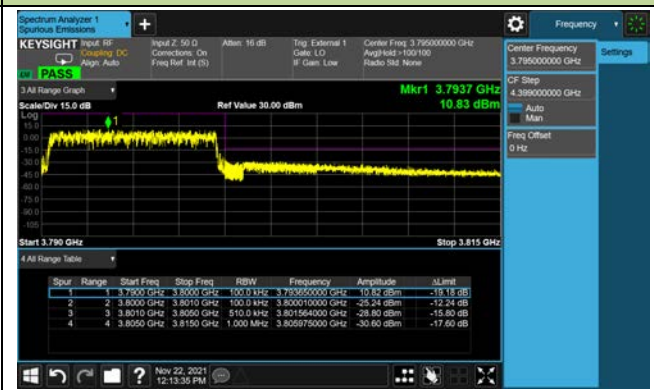 Spectrum Analyzer 1
Spurious Emissions
+
Frequency
KEYSIGHT Input: RF Input Z: 50 Ω Atten: 16 dB Trig: External 1 Center Freq: 3.795000000 GHz
Coupling: DC Corrections: On Gate: LO Avg|Hold:>100/100
Align: Auto Freq Ref: Int (S) IF Gain: Low Radio Std: None
PASS
Center Frequency
3.795000000 GHz
Settings
CF Step
4.399000000 GHz
Auto
Man
Freq Offset
0 Hz
3 All Range Graph
Mkr1 3.7937 GHz
Scale/Div 15.0 dB Ref Value 30.00 dBm 10.83 dBm
Log
15.0
0.00
-15.0
-30.0
-45.0
-60.0
-75.0
-90.0
-105
1
Start 3.790 GHz Stop 3.815 GHz
4 All Range Table
Spur Range Start Freq Stop Freq RBW Frequency Amplitude ΔLimit
1 1 3.7900 GHz 3.8000 GHz 100.0 kHz 3.793650000 GHz 10.82 dBm -19.18 dB
2 2 3.8000 GHz 3.8010 GHz 100.0 kHz 3.800010000 GHz -25.24 dBm -12.24 dB
3 3 3.8010 GHz 3.8050 GHz 510.0 kHz 3.801564000 GHz -28.80 dBm -15.80 dB
4 4 3.8050 GHz 3.8150 GHz 1.000 MHz 3.805975000 GHz -30.60 dBm -17.60 dB
? Nov 22, 2021
12:13:35 PM